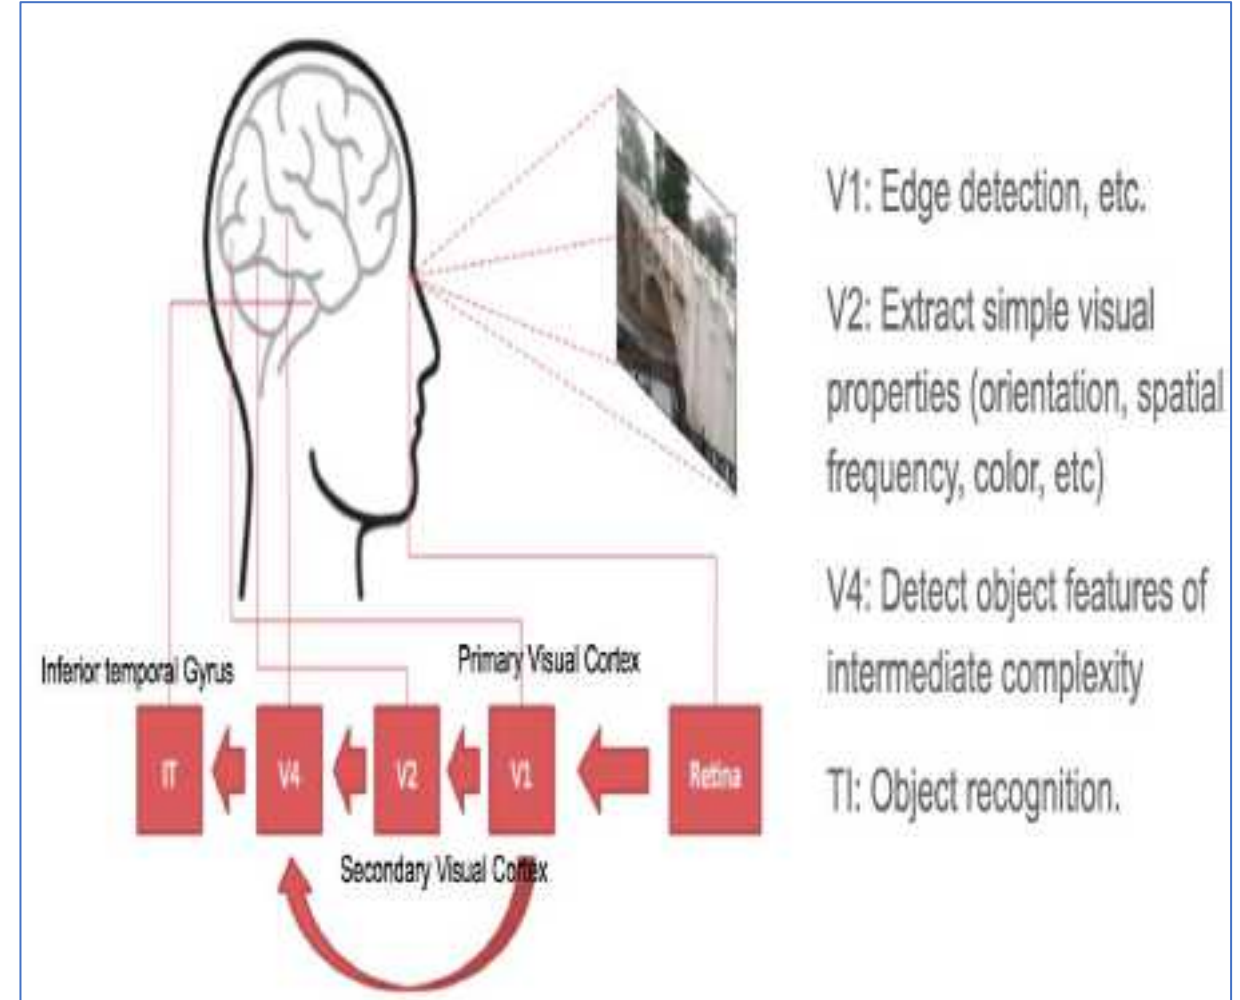 V1: Edge detection, etc.
V2: Extract simple visual
properties (orientation, spatial
frequency, color, etc)
V4: Detect object features of
intermediate complexity
TI: Object recognition.
Inferior temporal Gyrus
Primary Visual Cortex
IT
V4
V2
V1
Retina
Secondary Visual Cortex